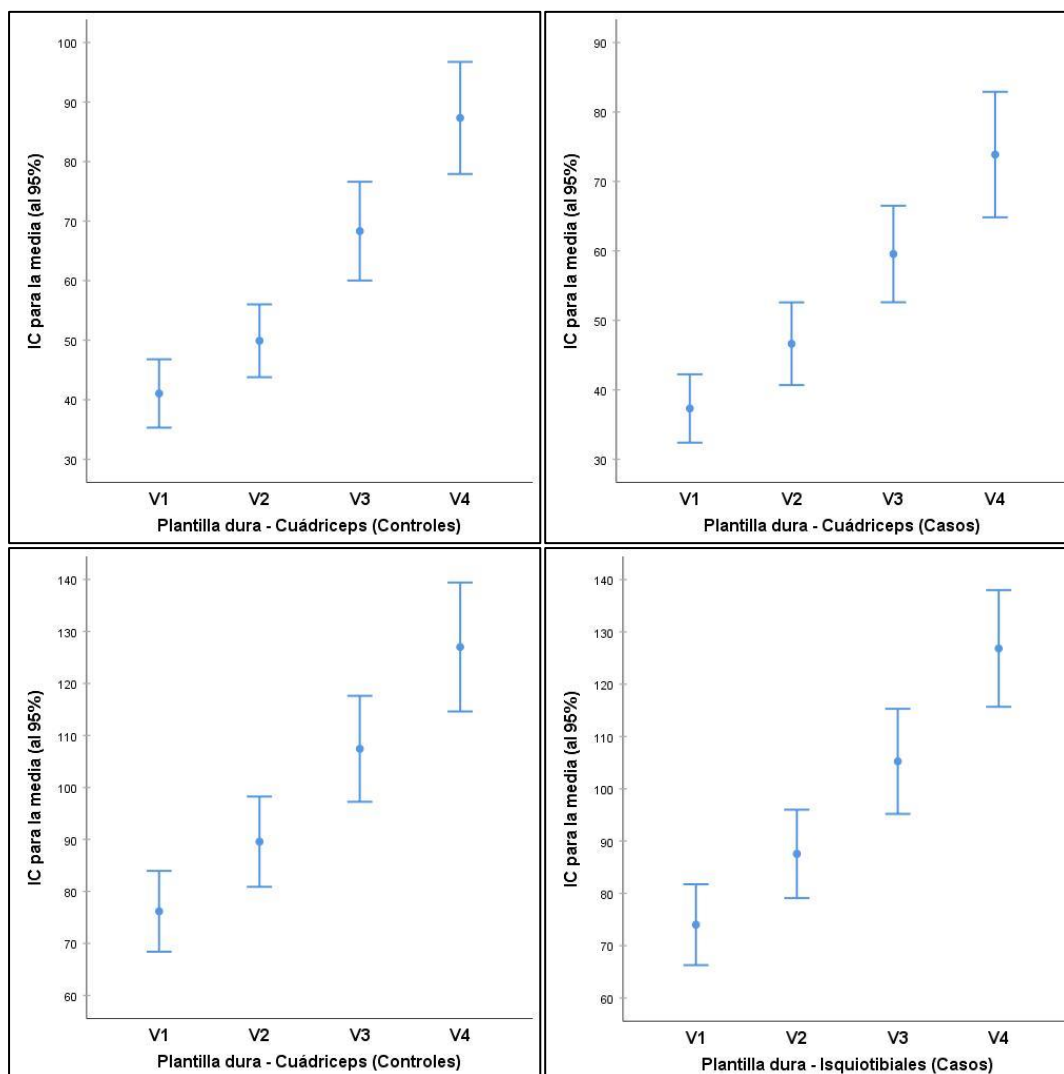 IC para la media (al 95%)
100
90
80
70
60
50
40
30
V1 V2 V3 V4
Plantilla dura - Cuádriceps (Controles)
IC para la media (al 95%)
90
80
70
60
50
40
30
V1 V2 V3 V4
Plantilla dura - Cuádriceps (Casos)
IC para la media (al 95%)
140
130
120
110
100
90
80
70
60
V1 V2 V3 V4
Plantilla dura - Cuádriceps (Controles)
IC para la media (al 95%)
140
130
120
110
100
90
80
70
60
V1 V2 V3 V4
Plantilla dura - Isquiotibiales (Casos)